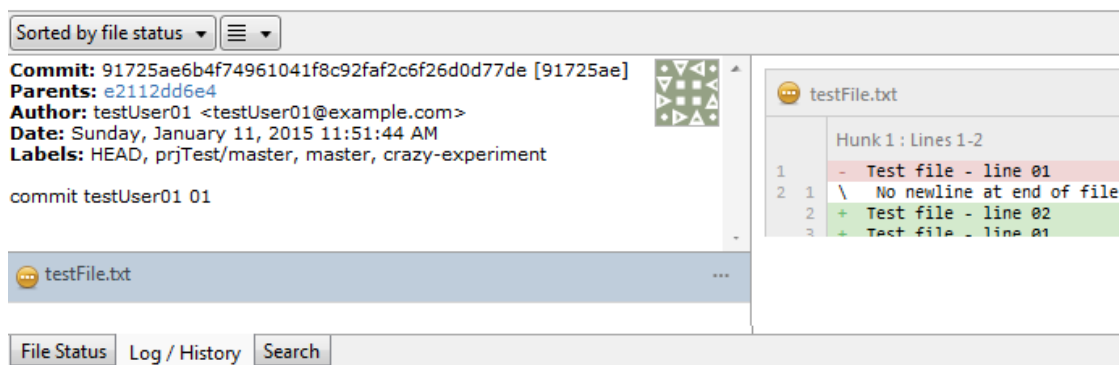 Sorted by file status
Commit: 91725ae6b4f74961041f8c92faf2c6f26d0d77de [91725ae]
Parents: e2112dd6e4
Author: testUser01 <testUser01@example.com>
Date: Sunday, January 11, 2015 11:51:44 AM
Labels: HEAD, prjTest/master, master, crazy-experiment
commit testUser01 01
testFile.txt
...
testFile.txt
Hunk 1 : Lines 1-2
1 - Test file - line 01
2 1 \ No newline at end of file
2 + Test file - line 02
3 + Test file - line 01
File Status Log / History Search